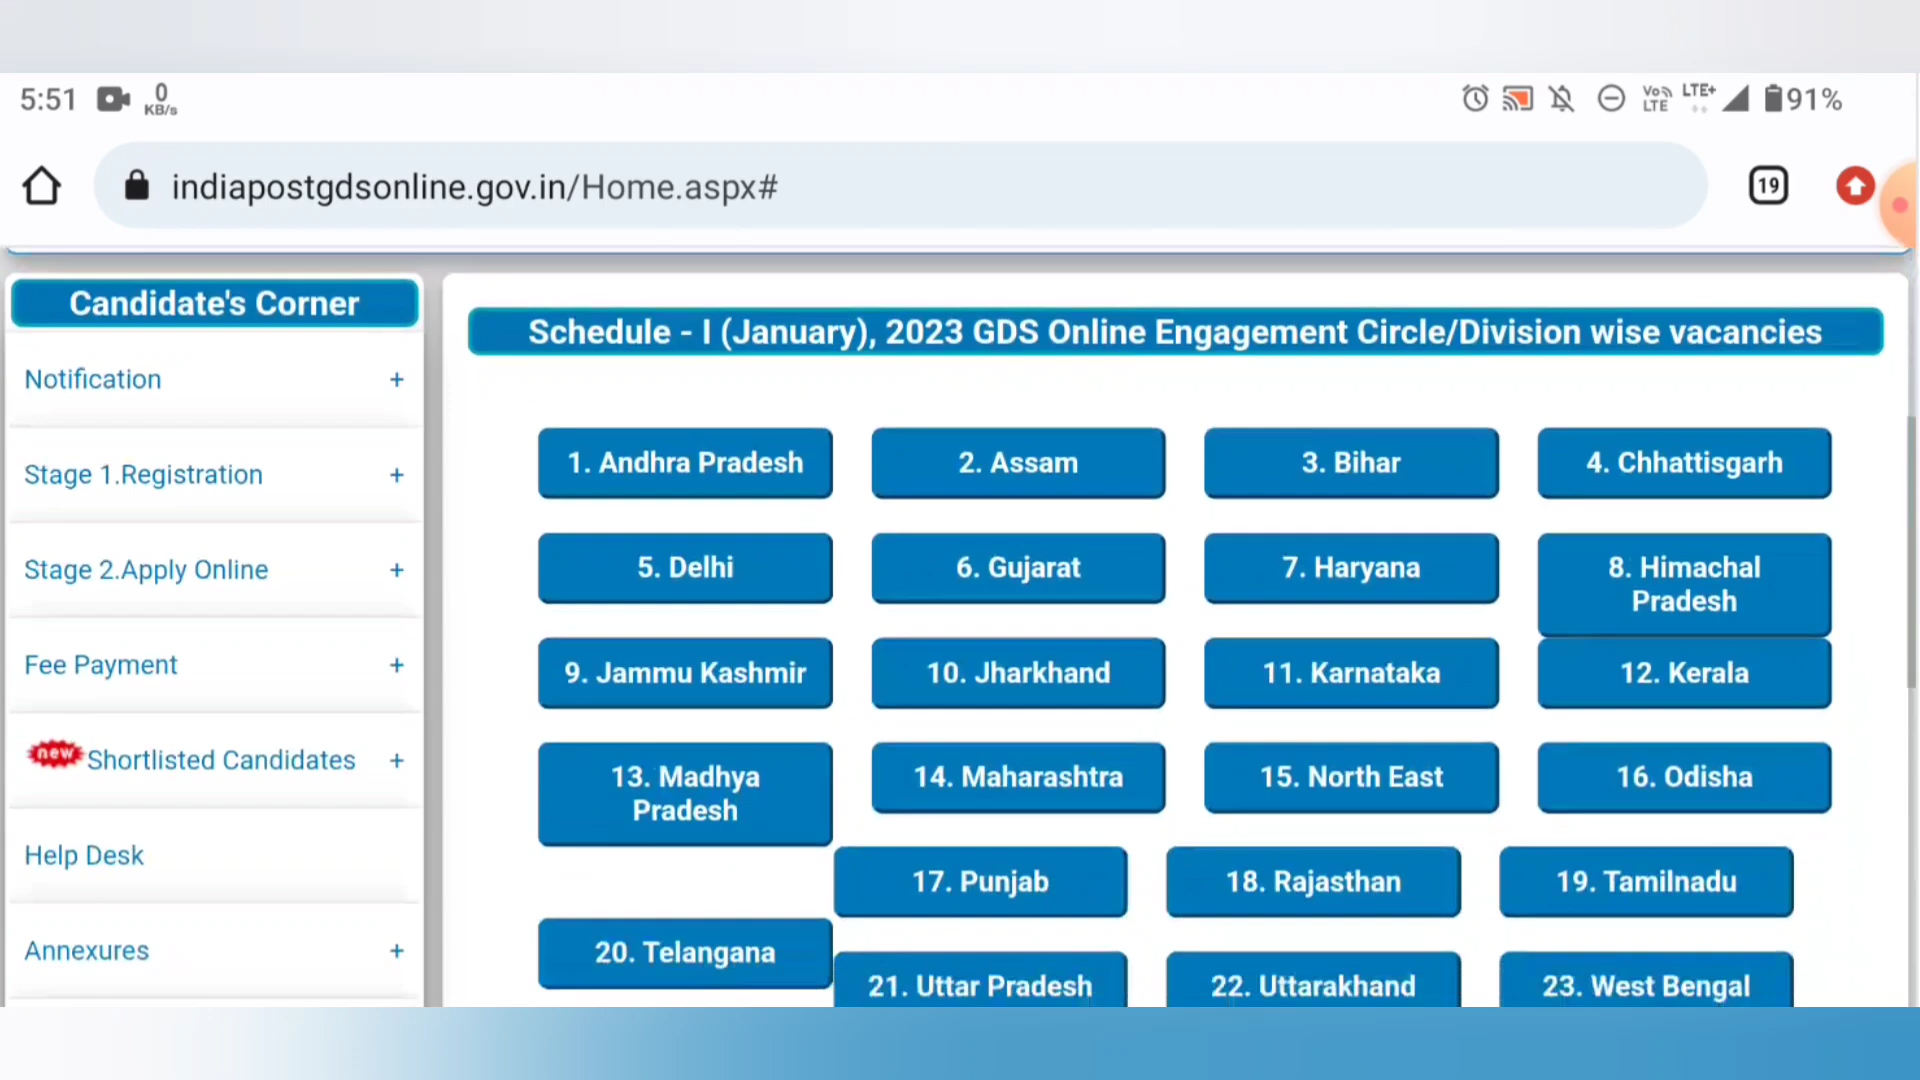 5:51
0
KB/s
Vo
LTE
LTE+
91%
indiapostgdsonline.gov.in/Home.aspx#
19
Candidate's Corner
Notification +
Stage 1.Registration +
Stage 2.Apply Online +
Fee Payment +
new Shortlisted Candidates +
Help Desk
Annexures +
Schedule - I (January), 2023 GDS Online Engagement Circle/Division wise vacancies
1. Andhra Pradesh
2. Assam
3. Bihar
4. Chhattisgarh
5. Delhi
6. Gujarat
7. Haryana
8. Himachal
Pradesh
9. Jammu Kashmir
10. Jharkhand
11. Karnataka
12. Kerala
13. Madhya
Pradesh
14. Maharashtra
15. North East
16. Odisha
17. Punjab
18. Rajasthan
19. Tamilnadu
20. Telangana
21. Uttar Pradesh
22. Uttarakhand
23. West Bengal